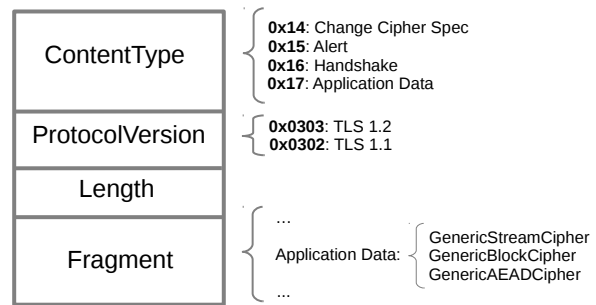 ContentType
0x14: Change Cipher Spec
0x15: Alert
0x16: Handshake
0x17: Application Data
ProtocolVersion
0x0303: TLS 1.2
0x0302: TLS 1.1
Length
Fragment
...
Application Data:
GenericStreamCipher
GenericBlockCipher
GenericAEADCipher
...